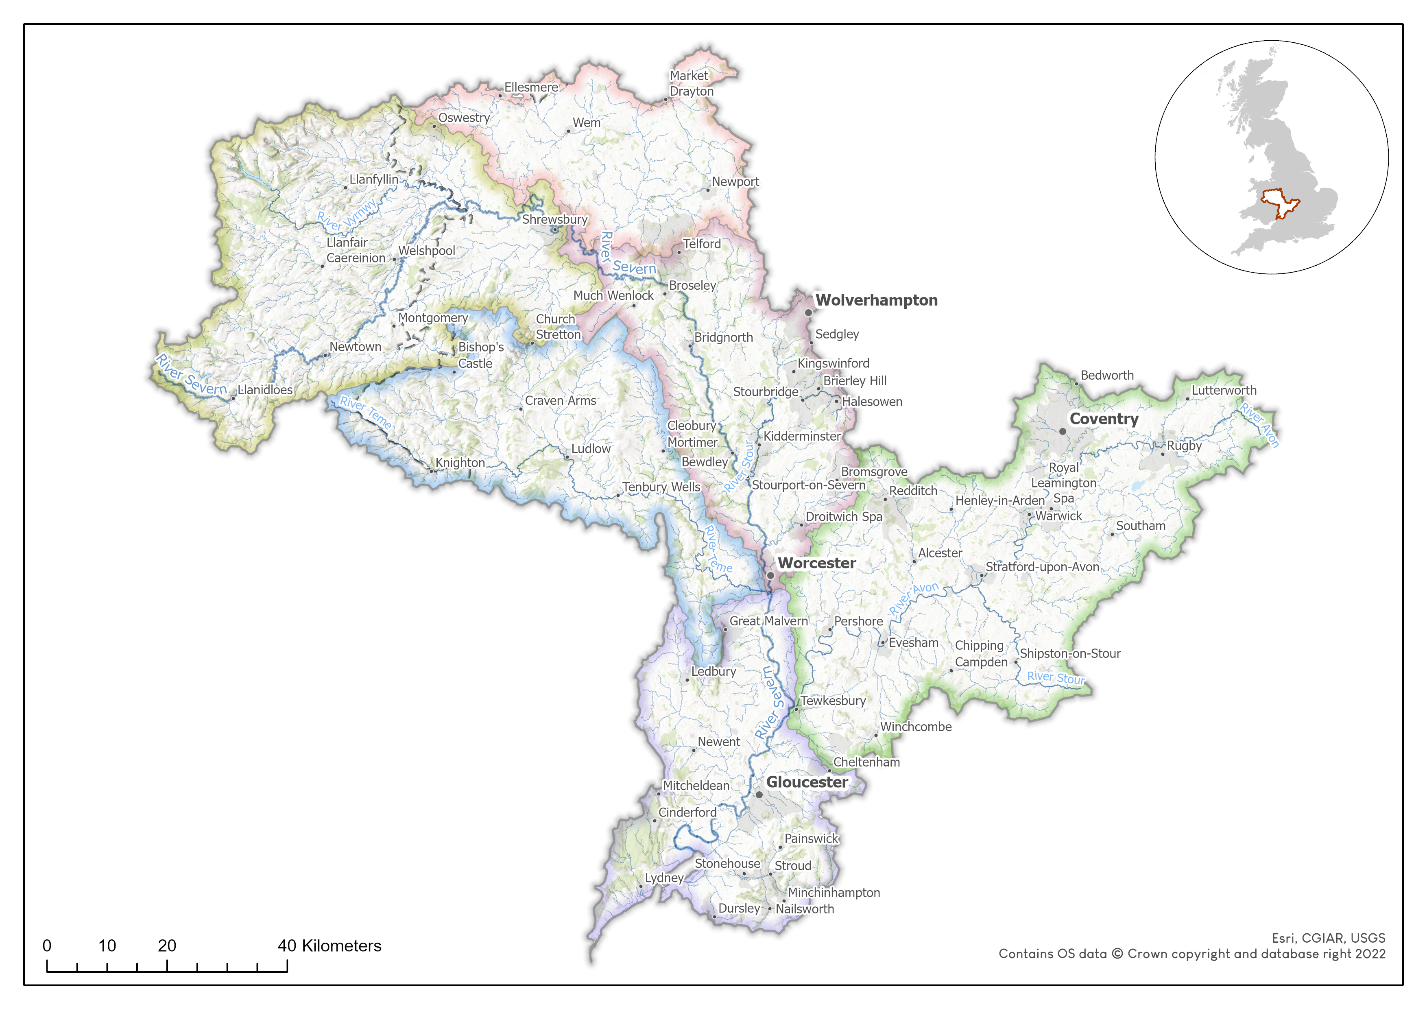 Market
Drayton
Ellesmere
Oswestry
Wem
Llanfyllin
Newport
River Vyrnwy
Shrewsbury
Llanfair
Caereinion
Welshpool
River Severn
Telford
Broseley
Much Wenlock
Wolverhampton
Montgomery
Church
Stretton
Bridgnorth
Sedgley
Newtown
Bishop's
Castle
Kingswinford
River Severn
Llanidloes
Brierley Hill
Stourbridge
Halesowen
Bedworth
Lutterworth
River Teme
Craven Arms
Coventry
River Avon
Cleobury
Mortimer
Kidderminster
Rugby
Ludlow
Knighton
Bewdley
River Stour
Bromsgrove
Royal
Leamington
Spa
Tenbury Wells
Stourport-on-Severn
Redditch
Henley-in-Arden
Warwick
Droitwich Spa
Southam
River Teme
Worcester
Alcester
Stratford-upon-Avon
River Avon
Great Malvern
Pershore
Evesham
Chipping
Campden
Shipston-on-Stour
River Stour
Ledbury
River Severn
Tewkesbury
Winchcombe
Newent
Cheltenham
Gloucester
Mitcheldean
Cinderford
Painswick
Stonehouse
Stroud
Lydney
Minchinhampton
Dursley
Nailsworth
0 10 20 40 Kilometers
Esri, CGIAR, USGS
Contains OS data © Crown copyright and database right 2022